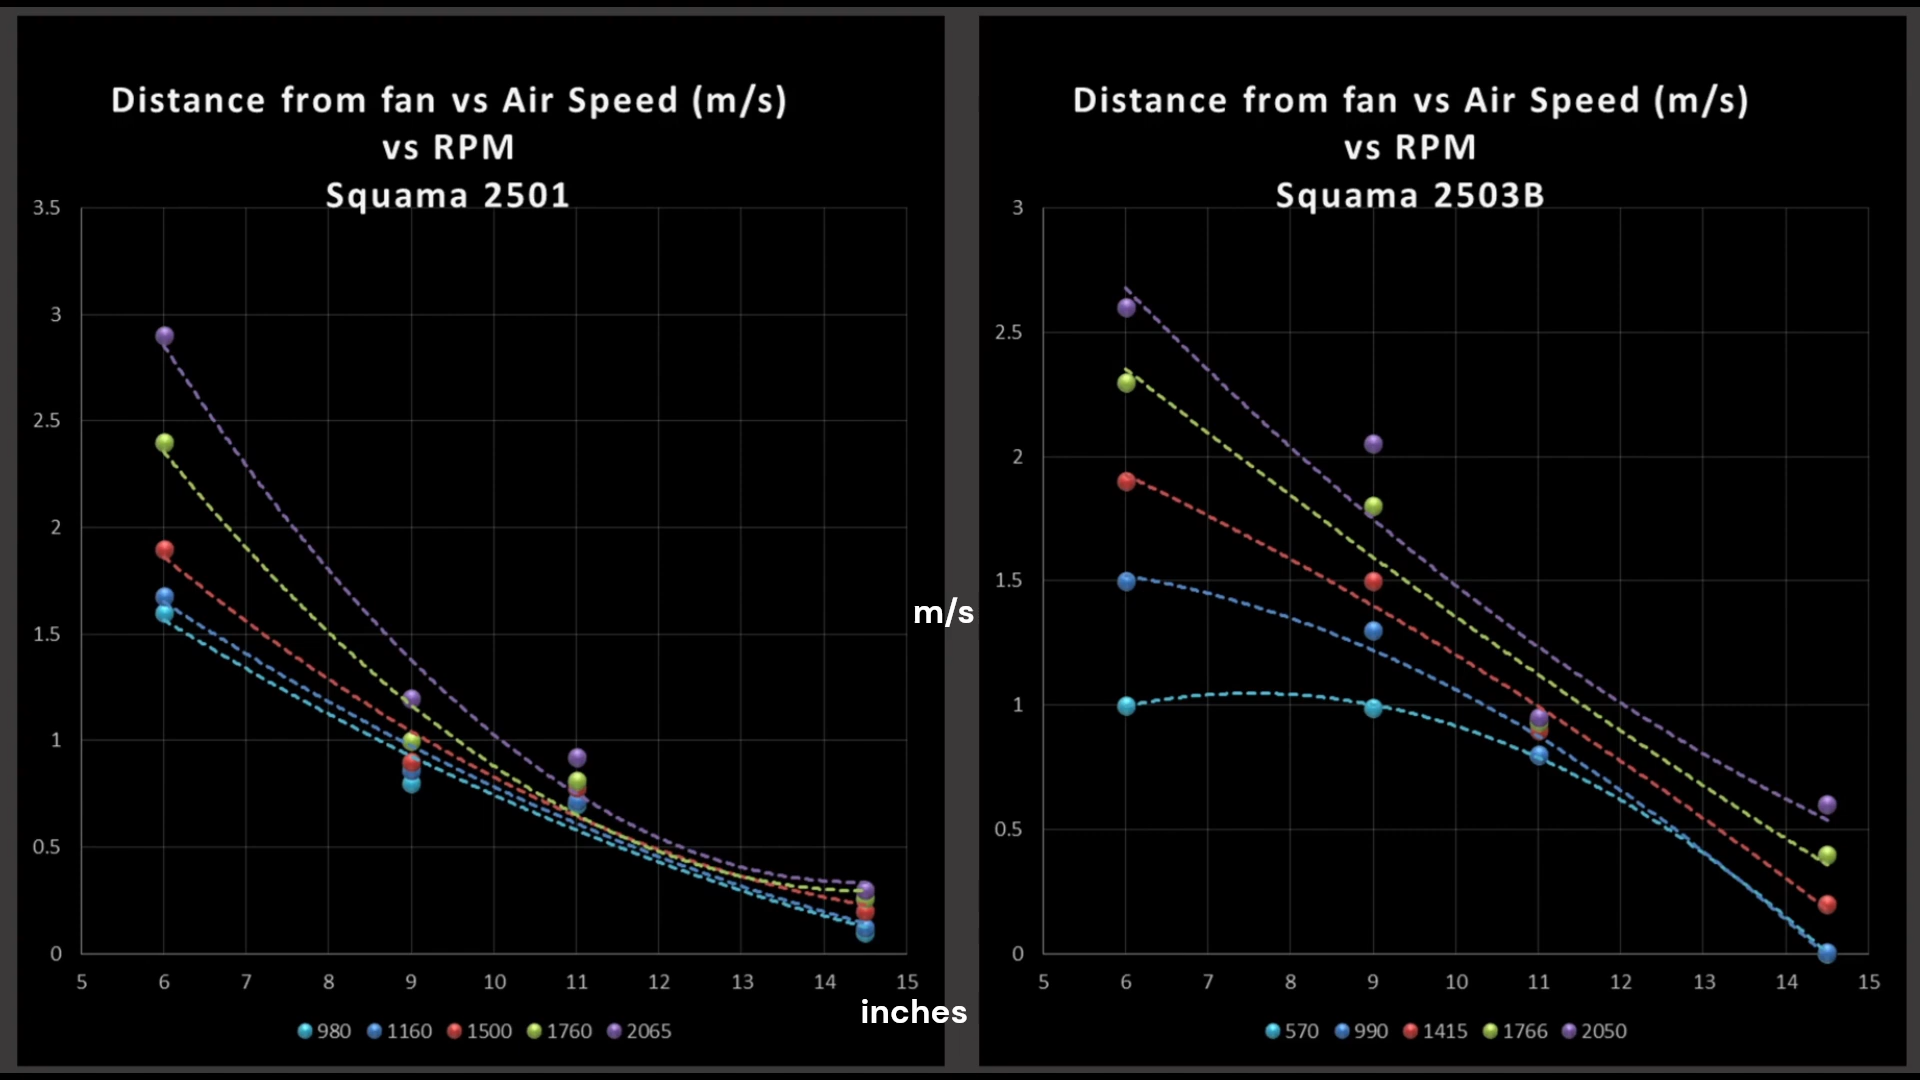 Distance from fan vs Air Speed (m/s)
vs RPM
Squama 2501
3.5
3
2.5
2
1.5
1
0.5
0
5 6 7 8 9 10 11 12 13 14 15
980 1160 1500 1760 2065
m/s
inches
Distance from fan vs Air Speed (m/s)
vs RPM
Squama 2503B
3
2.5
2
1.5
1
0.5
0
5 6 7 8 9 10 11 12 13 14 15
570 990 1415 1766 2050